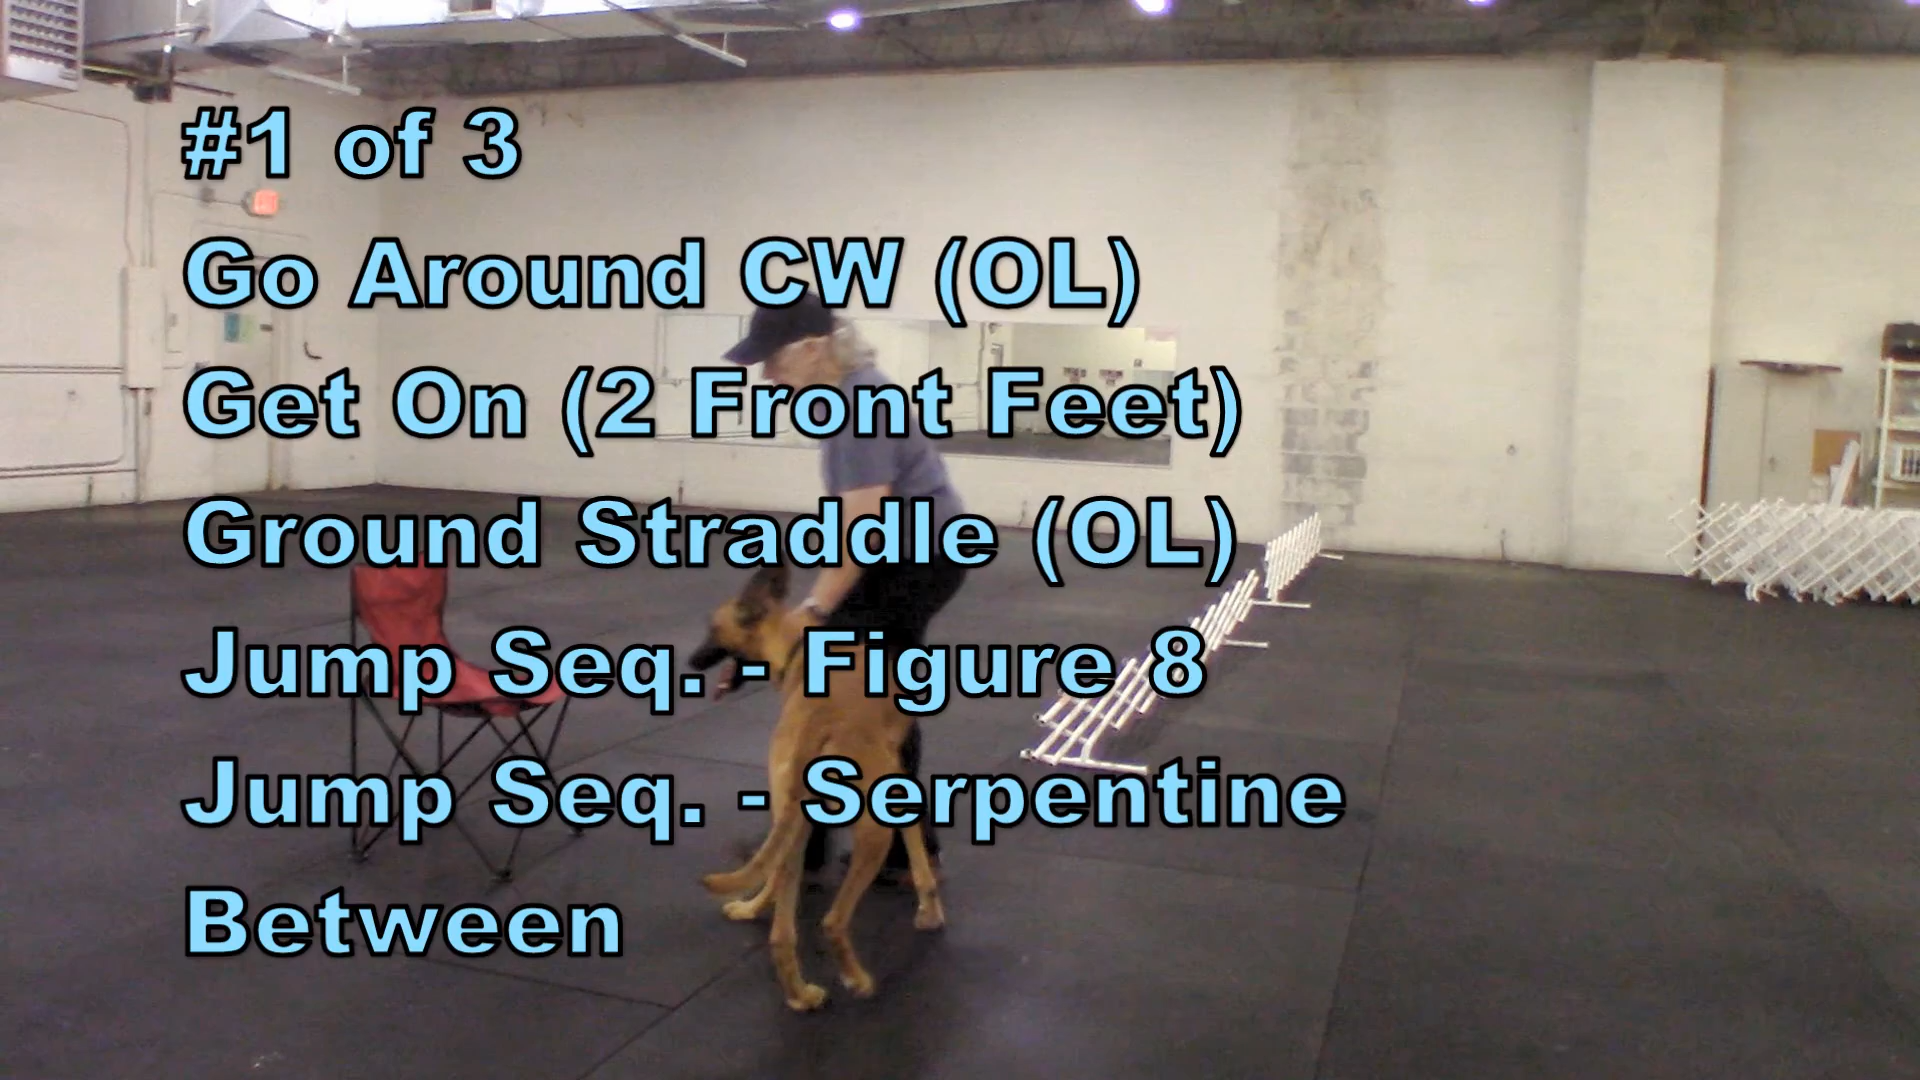 #1 of 3
Go Around CW (OL)
Get On (2 Front Feet)
Ground Straddle (OL)
Jump Seq. - Figure 8
Jump Seq. - Serpentine
Between